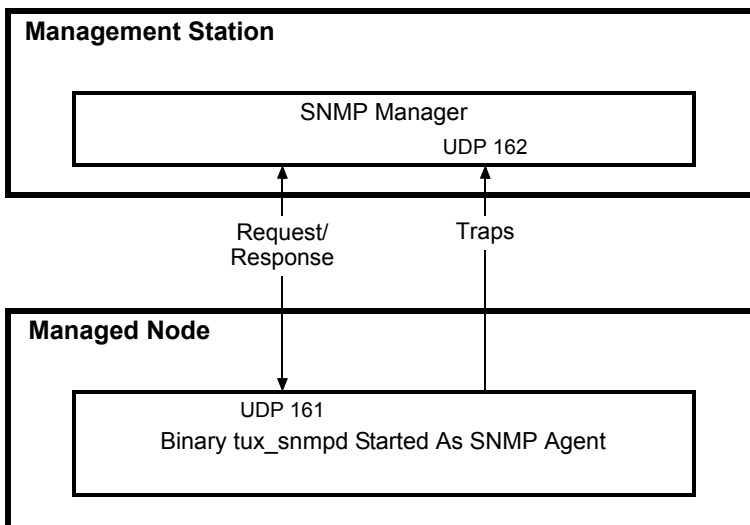 Management Station
SNMP Manager
UDP 162
Request/
Response
Traps
Managed Node
UDP 161
Binary tux_snmpd Started As SNMP Agent